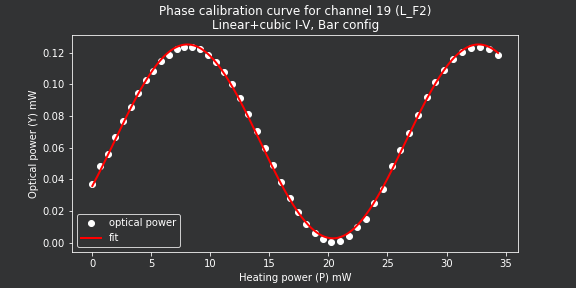 Phase calibration curve for channel 19 (L_F2)
Linear+cubic I-V, Bar config
Optical power (Y) mW
0.12
0.10
0.08
0.06
0.04
0.02
0.00
optical power
fit
0
5
10
15
20
25
30
35
Heating power (P) mW